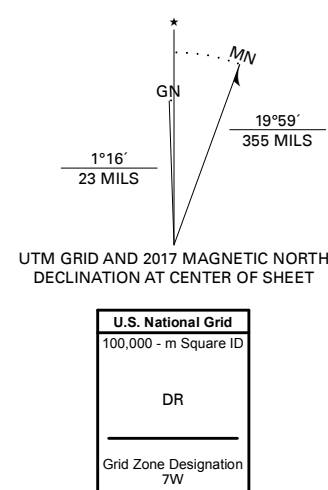 ★
MN
GN
19°59´
355 MILS
1°16´
23 MILS
UTM GRID AND 2017 MAGNETIC NORTH
DECLINATION AT CENTER OF SHEET
U.S. National Grid
100,000 - m Square ID
DR
Grid Zone Designation
7W